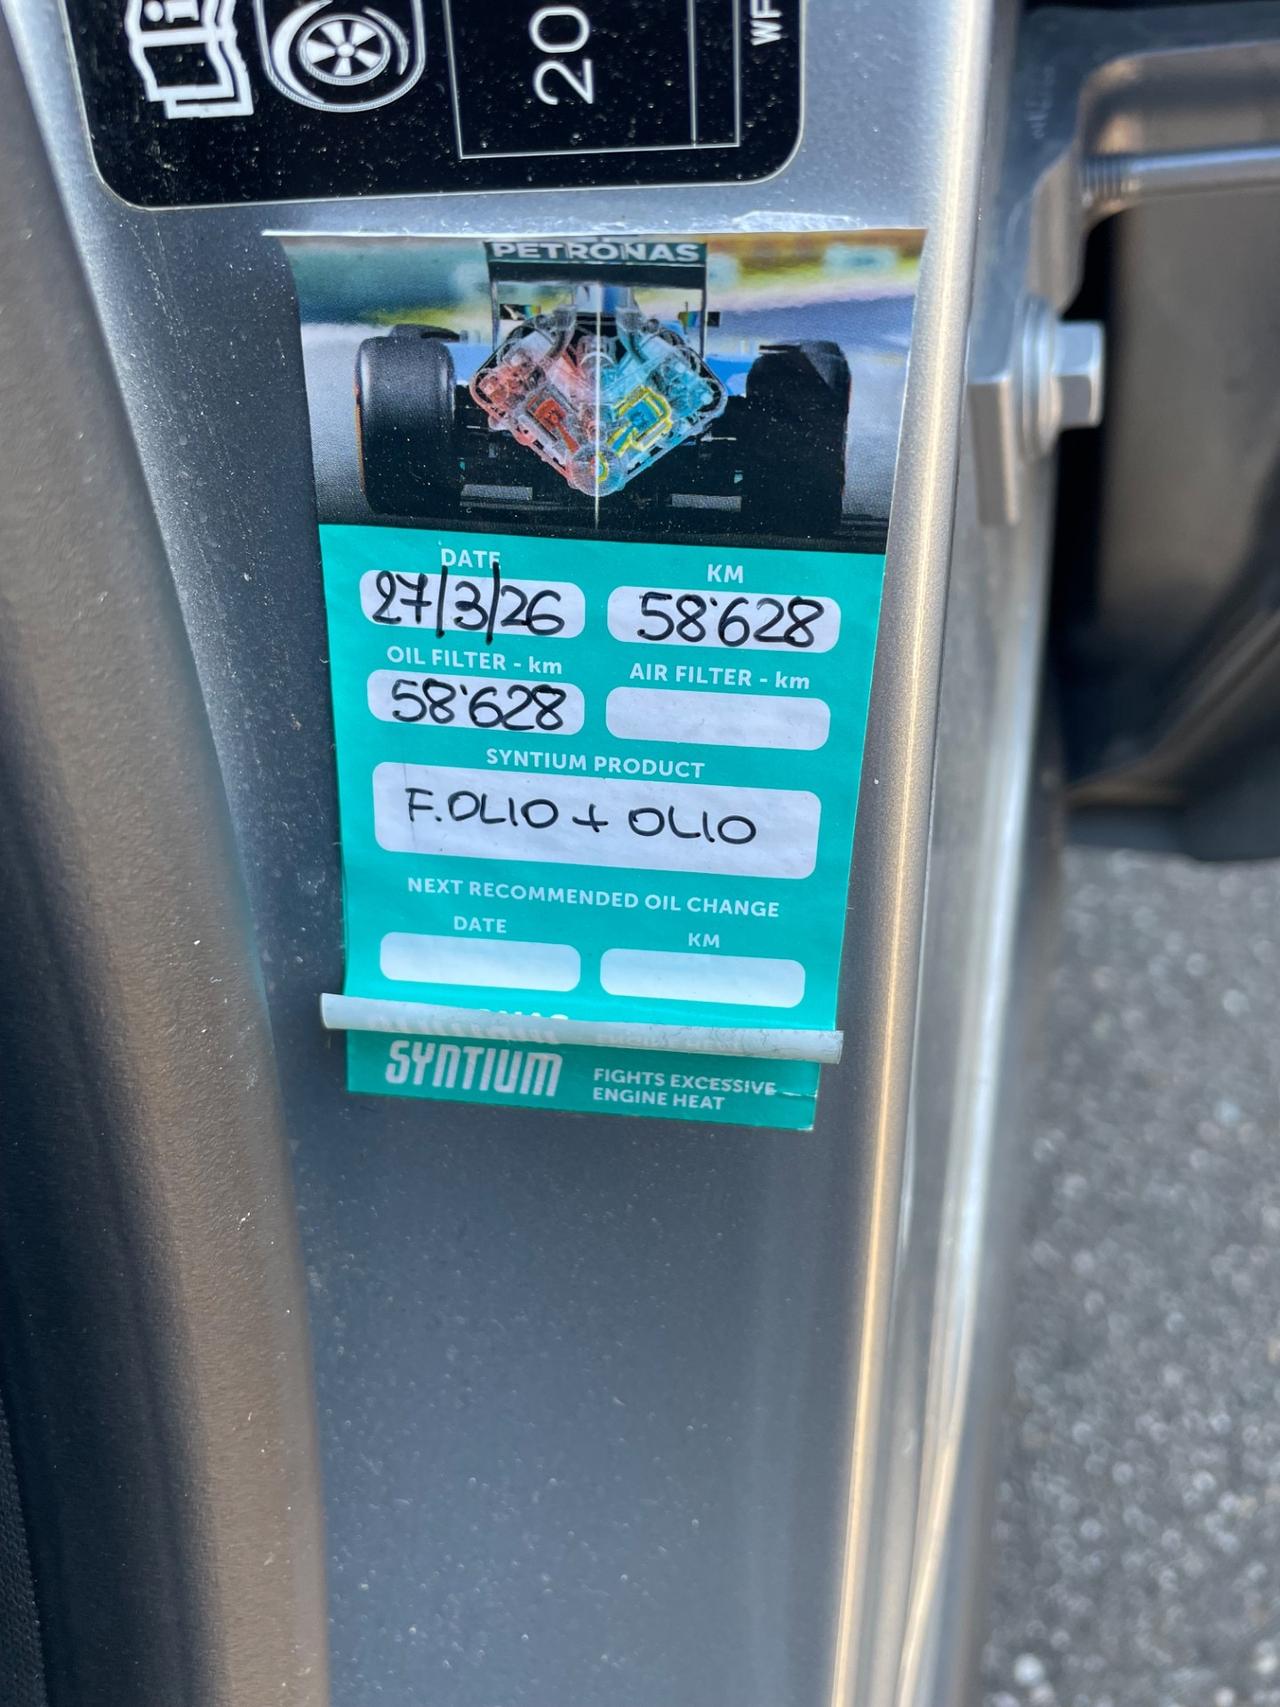 20
WF
PETRONAS
DATE
KM
27/3/26
58'628
OIL FILTER - km
AIR FILTER - km
58'628
SYNTIUM PRODUCT
F.OLIO + OLIO
NEXT RECOMMENDED OIL CHANGE
DATE
KM
SYNTIUM
FIGHTS EXCESSIVE
ENGINE HEAT